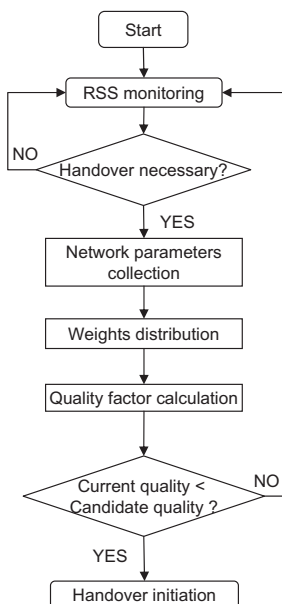 Start
RSS monitoring
NO
Handover necessary?
YES
Network parameters
collection
Weights distribution
Quality factor calculation
Current quality <
Candidate quality ?
NO
YES
Handover initiation